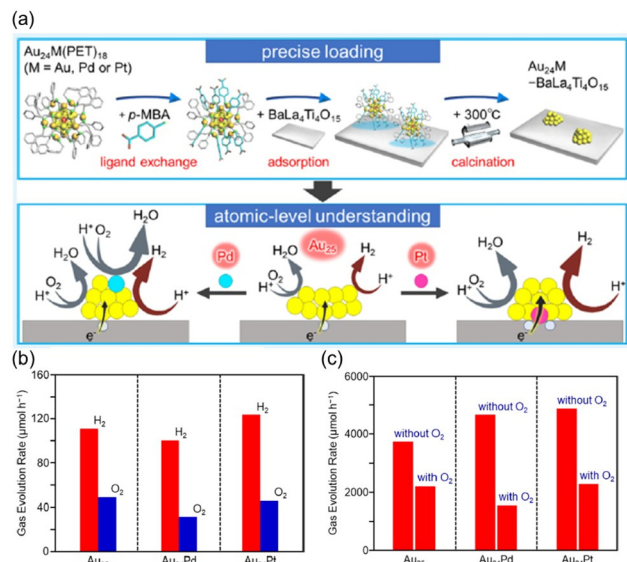 (a)
precise loading
Au24M(PET)18
(M = Au, Pd or Pt)
Au24M
–BaLa4Ti4O15
+ p-MBA
+ BaLa4Ti4O15
+ 300°C
ligand exchange
adsorption
calcination
atomic-level understanding
H2O
H+ O2
H2O
H2
O2
H+
H+
e-
Pd
H2O
Au25
H2
O2
H+
H+
e-
Pt
H2O
H2
O2
H+
H+
e-
(b)
Gas Evolution Rate (μmol h−1)
160
120
80
40
0
H2
O2
H2
O2
H2
O2
(c)
Gas Evolution Rate (μmol h−1)
6000
4000
2000
0
without O2
with O2
without O2
with O2
without O2
with O2